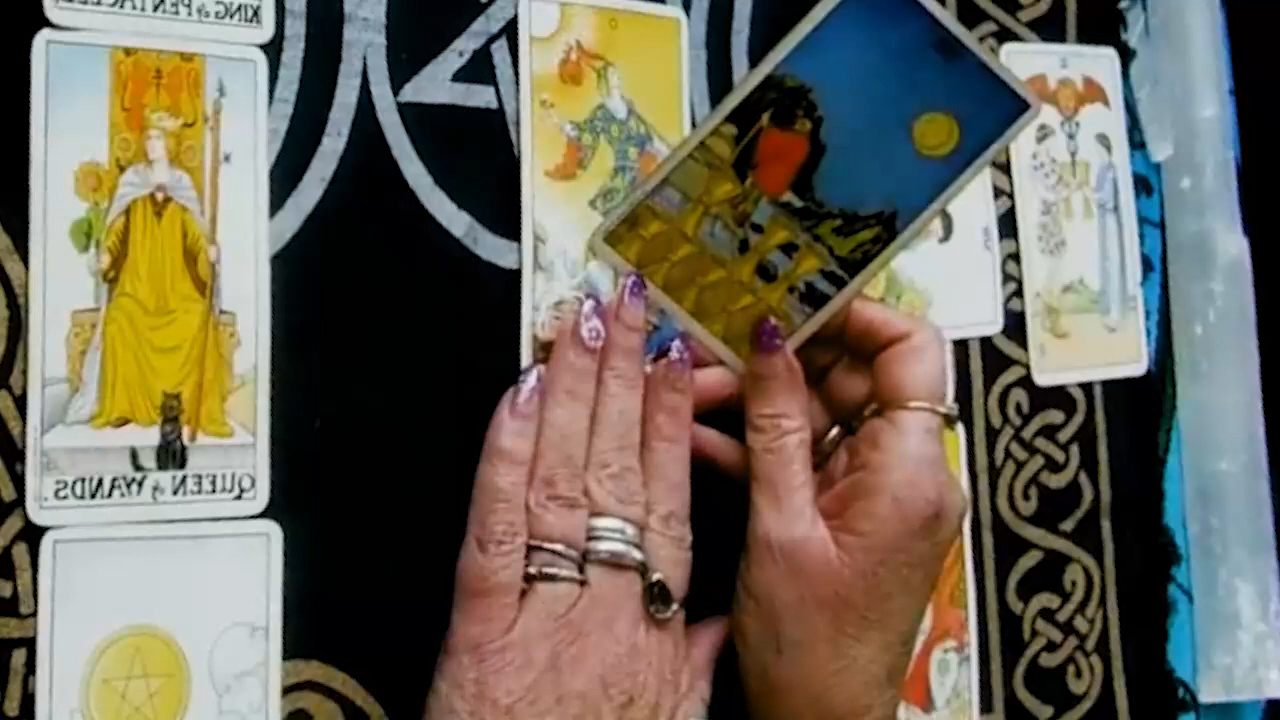 KING of PENTACLES.
QUEEN of WANDS.